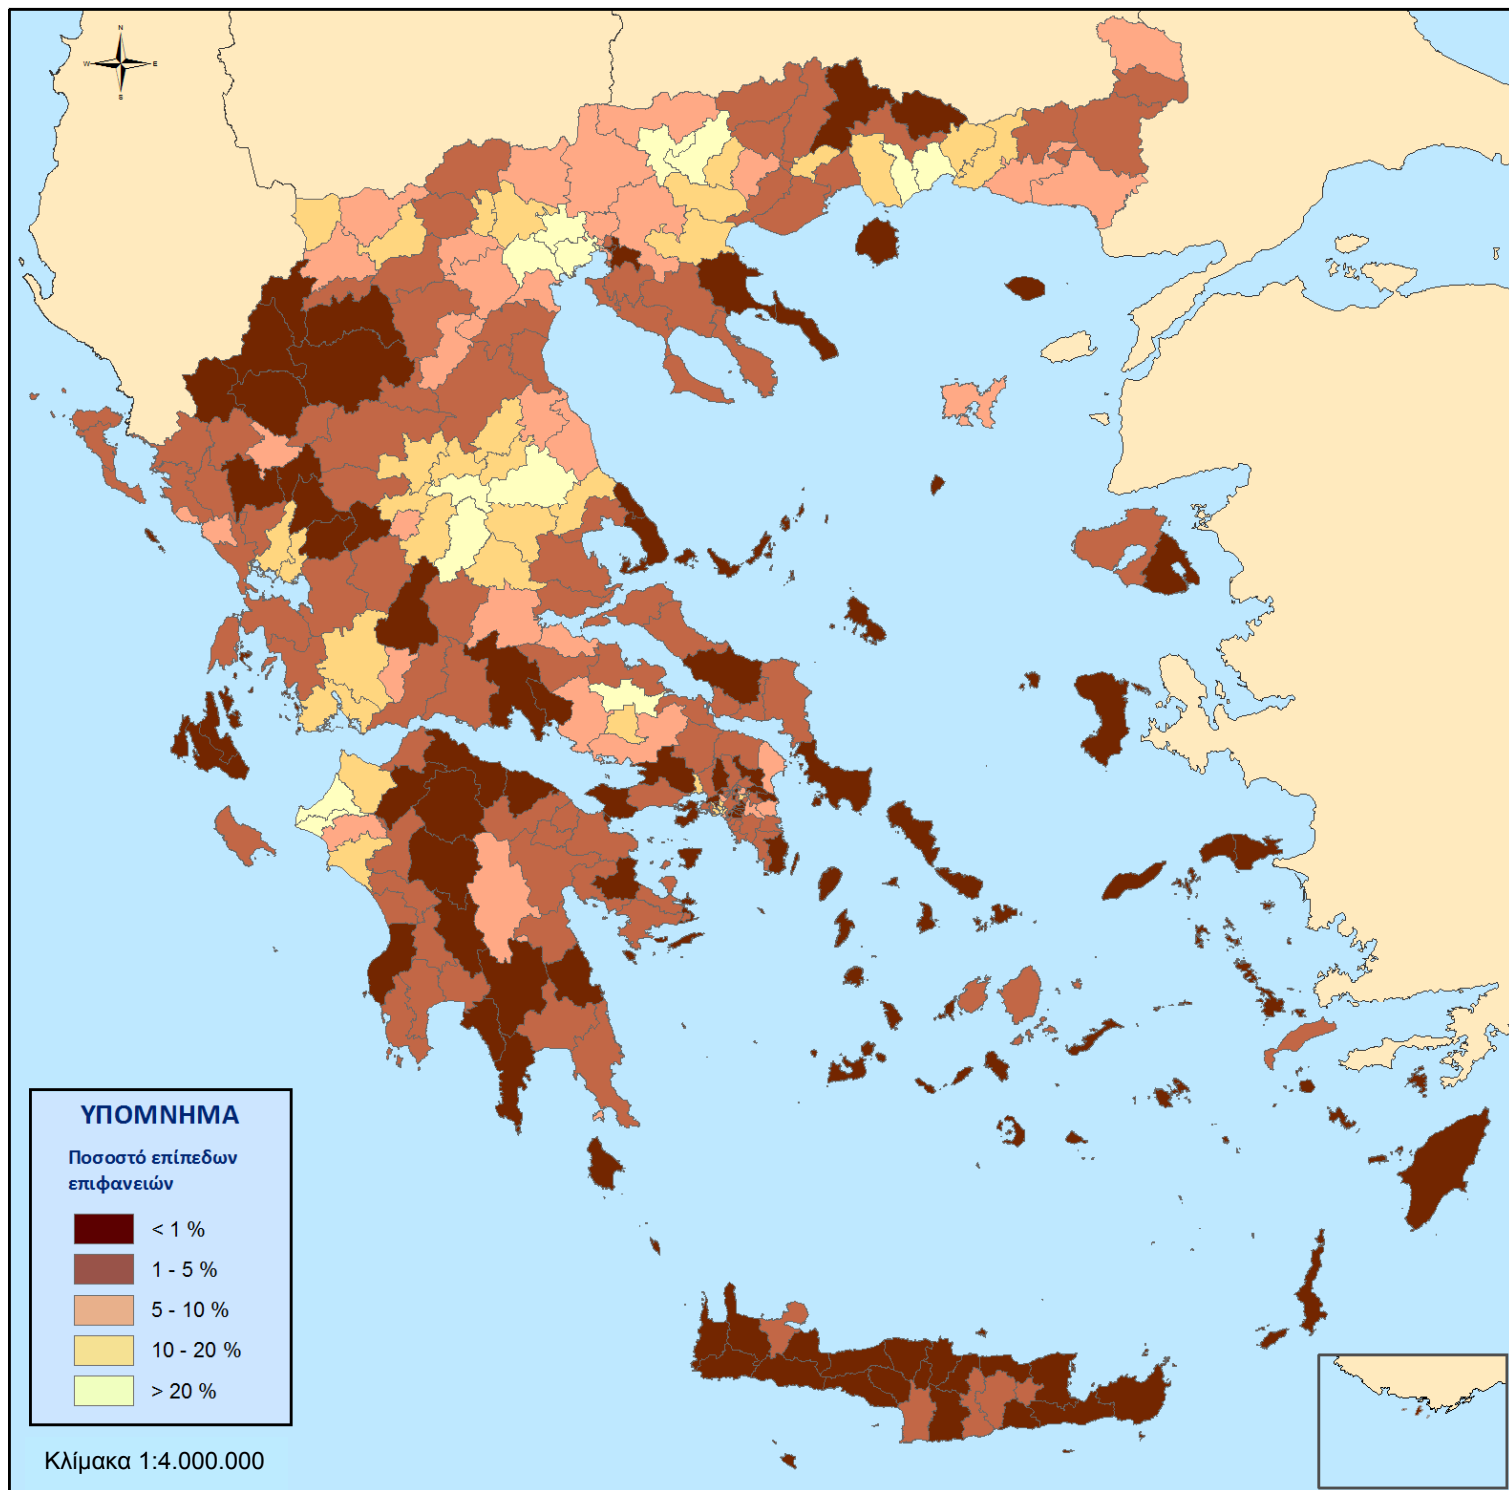 N
W E
S
ΥΠΟΜΝΗΜΑ
Ποσοστό επίπεδων
επιφανειών
< 1 %
1 - 5 %
5 - 10 %
10 - 20 %
> 20 %
Κλίμακα 1:4.000.000